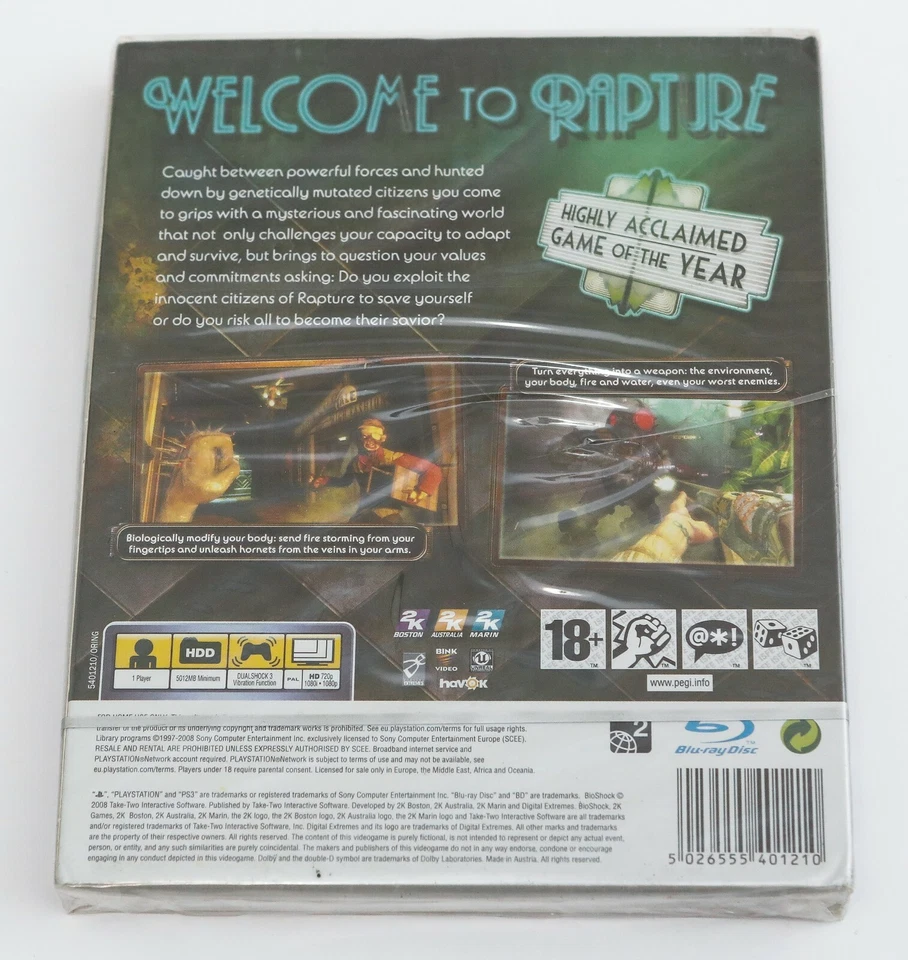 WELCOME TO RAPTURE
Caught between powerful forces and hunted
down by genetically mutated citizens you come
to grips with a mysterious and fascinating world
that not only challenges your capacity to adapt
and survive, but brings to question your values
and commitments asking: Do you exploit the
innocent citizens of Rapture to save yourself
or do you risk all to become their savior?
HIGHLY ACCLAIMED
GAME OF THE YEAR
Turn everything into a weapon: the environment,
your body, fire and water, even your worst enemies.
Biologically modify your body: send fire storming from your
fingertips and unleash hornets from the veins in your arms.
5401210/ORING
HDD
1 Player
5012MB Minimum
DUALSHOCK 3
Vibration Function
PAL
HD 720p
1080i • 1080p
2K
BOSTON
2K
AUSTRALIA
2K
MARIN
EXTREMES
BINK
VIDEO
UNREAL
havok
18+
@*!
www.pegi.info
FOR HOME USE ONLY.
transfer of the product or its underlying copyright and trademark works is prohibited. See eu.playstation.com/terms for full usage rights.
Library programs ©1997-2008 Sony Computer Entertainment Inc. exclusively licensed to Sony Computer Entertainment Europe (SCEE).
RESALE AND RENTAL ARE PROHIBITED UNLESS EXPRESSLY AUTHORISED BY SCEE. Broadband internet service and
PLAYSTATION®Network account required. PLAYSTATION®Network is subject to terms of use and may not be available, see
eu.playstation.com/terms. Players under 18 require parental consent. Licensed for sale only in Europe, the Middle East, Africa and Oceania.
2
Blu-ray Disc
TM
", "PLAYSTATION" and "PS3" are trademarks or registered trademarks of Sony Computer Entertainment Inc. "Blu-ray Disc" and "BD" are trademarks. BioShock ©
2008 Take-Two Interactive Software. Published by Take-Two Interactive Software. Developed by 2K Boston, 2K Australia, 2K Marin and Digital Extremes. BioShock, 2K
Games, 2K Boston, 2K Australia, 2K Marin, the 2K logo, the 2K Boston logo, 2K Australia logo, the 2K Marin logo and Take-Two Interactive Software are all trademarks
and/or registered trademarks of Take-Two Interactive Software, Inc. Digital Extremes and its logo are trademarks of Digital Extremes. All other marks and trademarks
are the property of their respective owners. All rights reserved. The content of this videogame is purely fictional, is not intended to represent or depict any actual event,
person, or entity, and any such similarities are purely coincidental. The makers and publishers of this videogame do not in any way endorse, condone or encourage
engaging in any conduct depicted in this videogame. Dolby and the double-D symbol are trademarks of Dolby Laboratories. Made in Austria. All rights reserved.
5 026555 401210